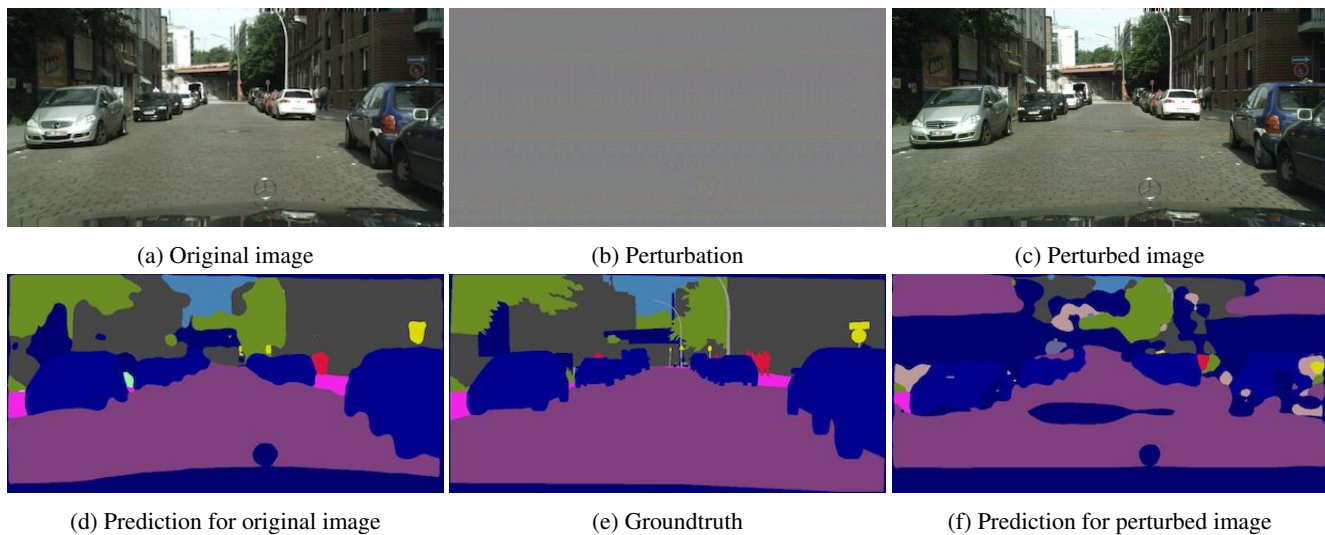 (a) Original image
(b) Perturbation
(c) Perturbed image
(d) Prediction for original image
(e) Groundtruth
(f) Prediction for perturbed image